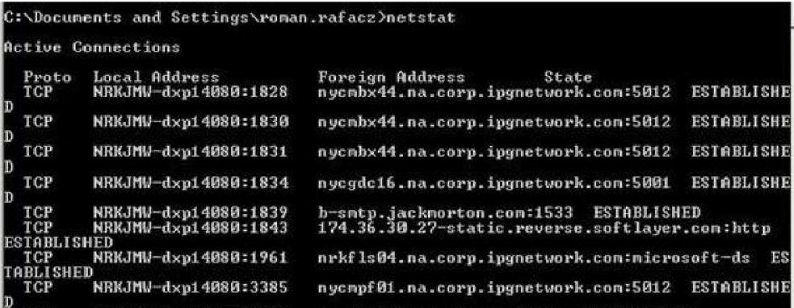 C:\Documents and Settings\roman.rafacz>netstat
Active Connections
Proto Local Address Foreign Address State
TCP NRKJMW-dxp14080:1828 nycmbx44.na.corp.ipgnetwork.com:5012 ESTABLISHE
D
TCP NRKJMW-dxp14080:1830 nycmbx44.na.corp.ipgnetwork.com:5012 ESTABLISHE
D
TCP NRKJMW-dxp14080:1831 nycmbx44.na.corp.ipgnetwork.com:5012 ESTABLISHE
D
TCP NRKJMW-dxp14080:1834 nycgdc16.na.corp.ipgnetwork.com:5001 ESTABLISHE
D
TCP NRKJMW-dxp14080:1839 b-smtp.jackmorton.com:1533 ESTABLISHED
TCP NRKJMW-dxp14080:1843 174.36.30.27-static.reverse.softlayer.com:http
ESTABLISHED
TCP NRKJMW-dxp14080:1961 nrkfls04.na.corp.ipgnetwork.com:microsoft-ds ES
TABLISHED
TCP NRKJMW-dxp14080:3385 nycmpf01.na.corp.ipgnetwork.com:5012 ESTABLISHE
D